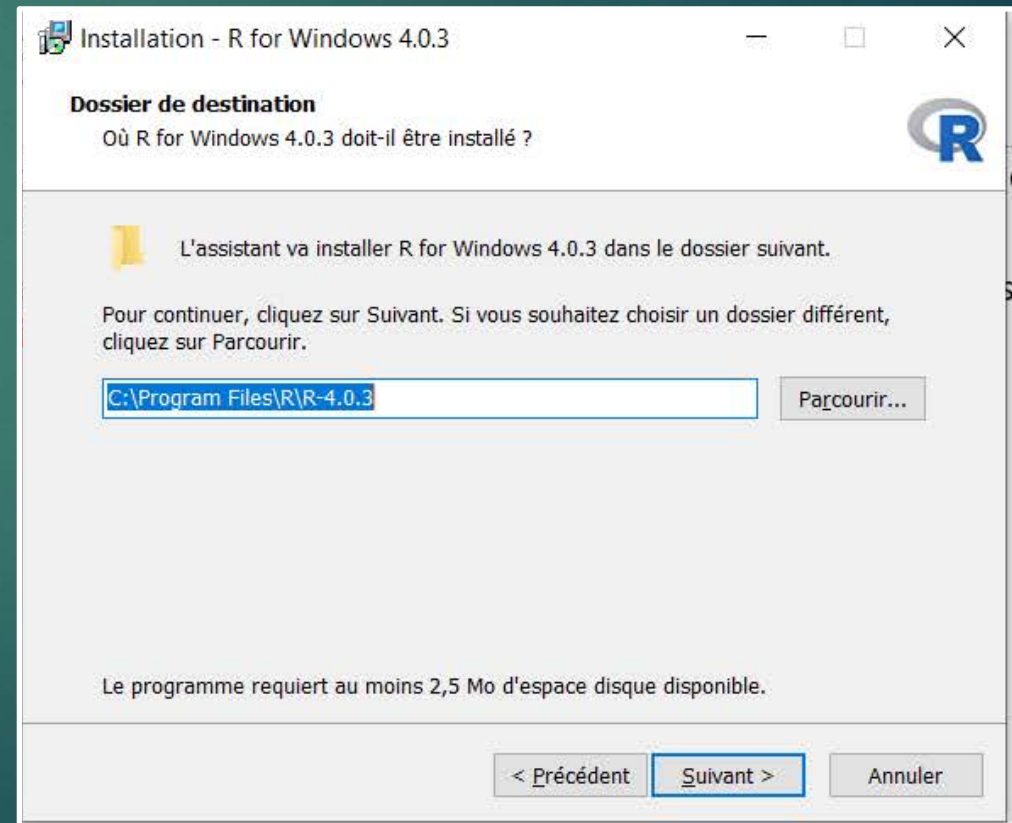 Installation - R for Windows 4.0.3
Dossier de destination
Où R for Windows 4.0.3 doit-il être installé ?
R
L'assistant va installer R for Windows 4.0.3 dans le dossier suivant.
Pour continuer, cliquez sur Suivant. Si vous souhaitez choisir un dossier différent,
cliquez sur Parcourir.
C:\Program Files\R\R-4.0.3
Parcourir...
Le programme requiert au moins 2,5 Mo d'espace disque disponible.
< Précédent
Suivant >
Annuler